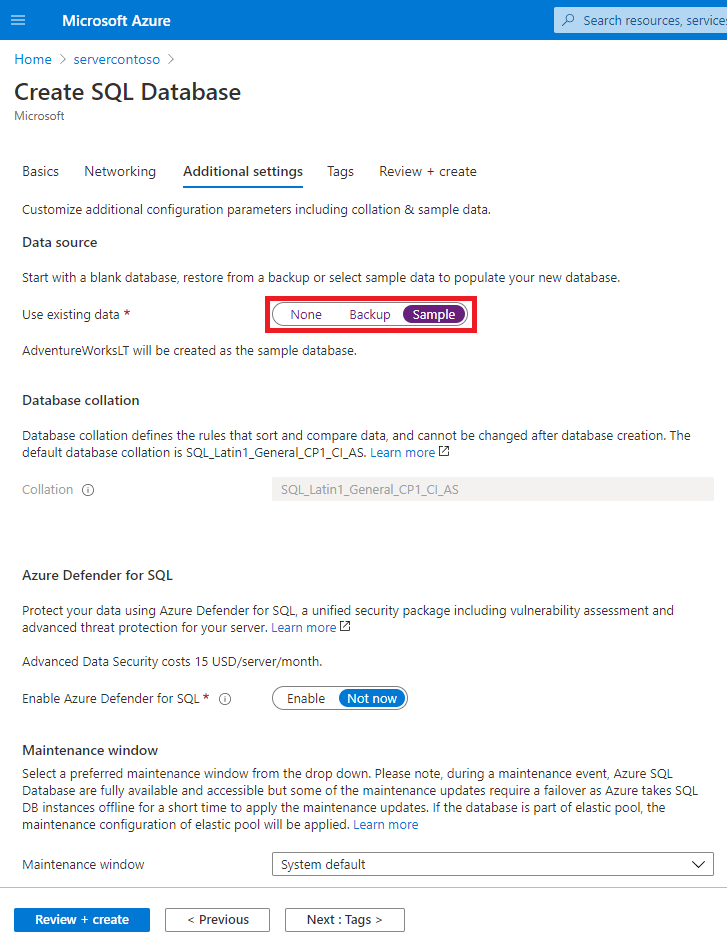 Microsoft Azure
Search resources, service
Home > servercontoso >
Create SQL Database
Microsoft
Basics Networking Additional settings Tags Review + create
Customize additional configuration parameters including collation & sample data.
Data source
Start with a blank database, restore from a backup or select sample data to populate your new database.
Use existing data * None Backup Sample
AdventureWorksLT will be created as the sample database.
Database collation
Database collation defines the rules that sort and compare data, and cannot be changed after database creation. The
default database collation is SQL_Latin1_General_CP1_CI_AS. Learn more
Collation SQL_Latin1_General_CP1_CI_AS
Azure Defender for SQL
Protect your data using Azure Defender for SQL, a unified security package including vulnerability assessment and
advanced threat protection for your server. Learn more
Advanced Data Security costs 15 USD/server/month.
Enable Azure Defender for SQL * Enable Not now
Maintenance window
Select a preferred maintenance window from the drop down. Please note, during a maintenance event, Azure SQL
Database are fully available and accessible but some of the maintenance updates require a failover as Azure takes SQL
DB instances offline for a short time to apply the maintenance updates. If the database is part of elastic pool, the
maintenance configuration of elastic pool will be applied. Learn more
Maintenance window System default
Review + create < Previous Next : Tags >